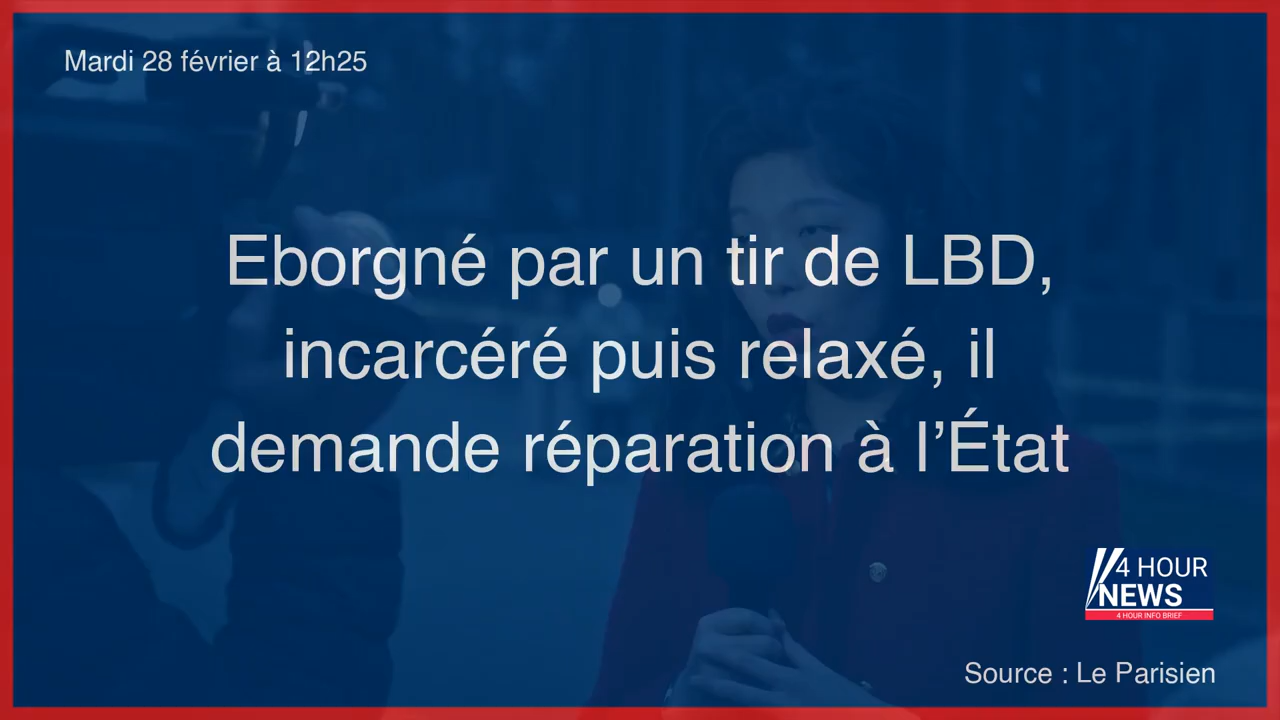 Mardi 28 février à 12h25
Eborgné par un tir de LBD,
incarcéré puis relaxé, il
demande réparation à l’État
4 HOUR
NEWS
4 HOUR INFO BRIEF
Source : Le Parisien